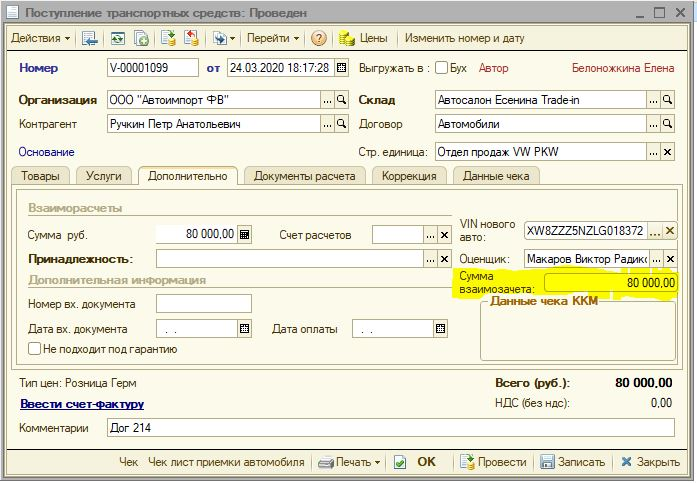 Поступление транспортных средств: Проведен
Действия Перейти Цены Изменить номер и дату
Номер V-00001099 от 24.03.2020 18:17:28 Выгружать в : Бух Автор Белоножкина Елена
Организация ООО "Автоимпорт ФВ" ... Склад Автосалон Есенина Trade-in ...
Контрагент Ручкин Петр Анатольевич ... Договор Автомобили ...
Основание Стр. единица: Отдел продаж VW PKW ... ×
Товары Услуги Дополнительно Документы расчета Коррекция Данные чека
Взаиморасчеты
Сумма руб. 80 000,00 Счет расчетов ... × VIN нового
авто: XW8ZZZ5NZLG018372 ... ×
Принадлежность: ... × Оценщик: Макаров Виктор Радикс ... ×
Дополнительная информация Сумма
взаимозачета: 80 000,00
Номер вх. документа Данные чека ККМ
Дата вх. документа . . Дата оплаты . .
Не подходит под гарантию
Тип цен: Розница Герм Всего (руб.): 80 000,00
Ввести счет-фактуру НДС (без ндс): 0,00
Комментарии Дог 214
Чек Чек лист приемки автомобиля Печать OK Провести Записать Закрыть